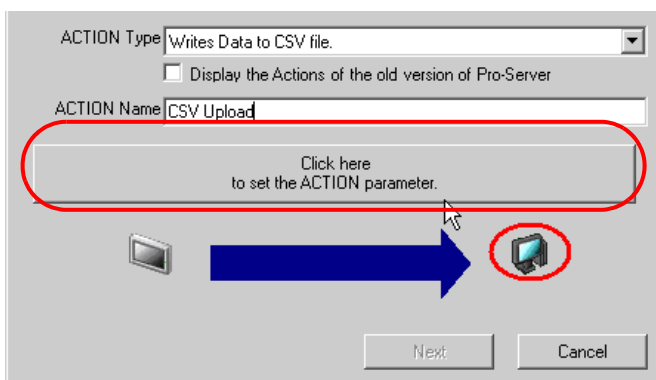 ACTION Type Writes Data to CSV file.
Display the Actions of the old version of Pro-Server
ACTION Name CSV Upload
Click here
to set the ACTION parameter.
Next Cancel